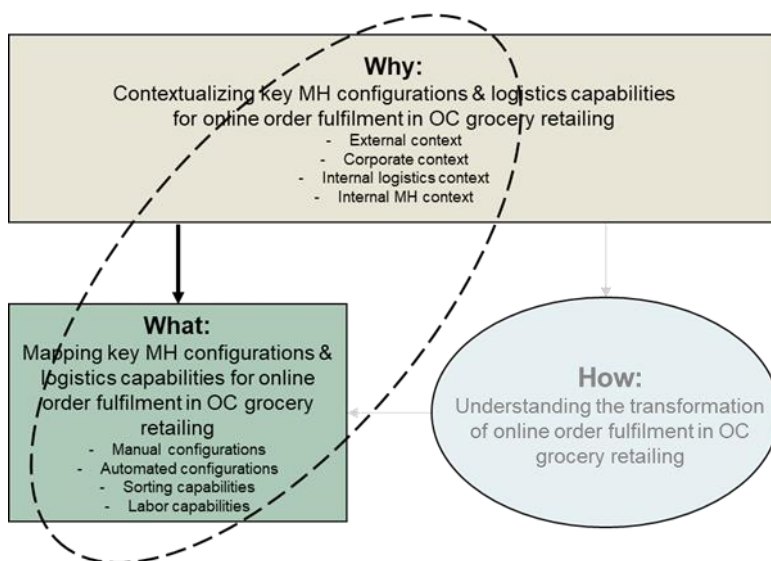 Why:
Contextualizing key MH configurations & logistics capabilities
for online order fulfilment in OC grocery retailing
- External context
- Corporate context
- Internal logistics context
- Internal MH context
What:
Mapping key MH configurations &
logistics capabilities for online
order fulfilment in OC grocery
retailing
- Manual configurations
- Automated configurations
- Sorting capabilities
- Labor capabilities
How:
Understanding the transformation
of online order fulfilment in OC
grocery retailing